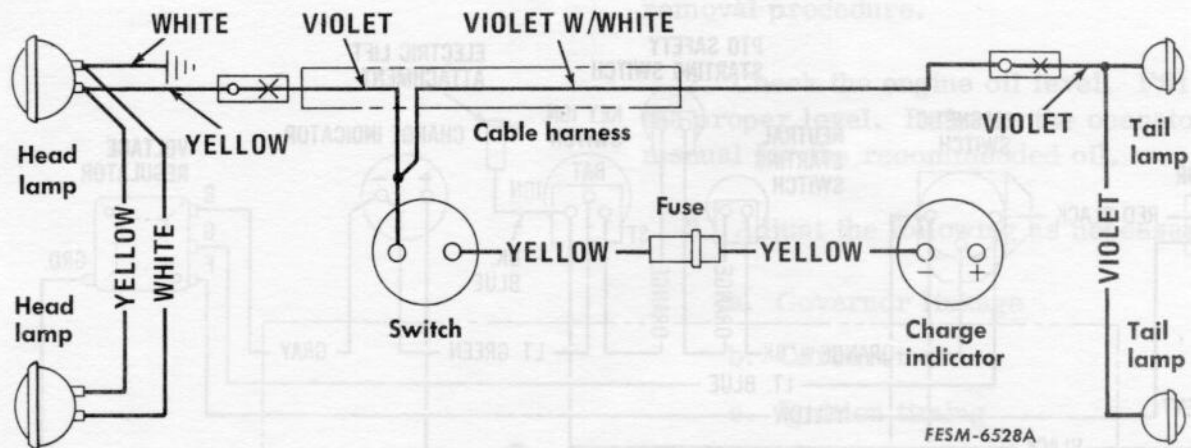 WHITE
VIOLET
VIOLET W/WHITE
YELLOW
Cable harness
VIOLET
Head
lamp
Tail
lamp
Fuse
YELLOW
YELLOW
YELLOW
WHITE
VIOLET
Head
lamp
Switch
Charge
indicator
Tail
lamp
FESM-6528A